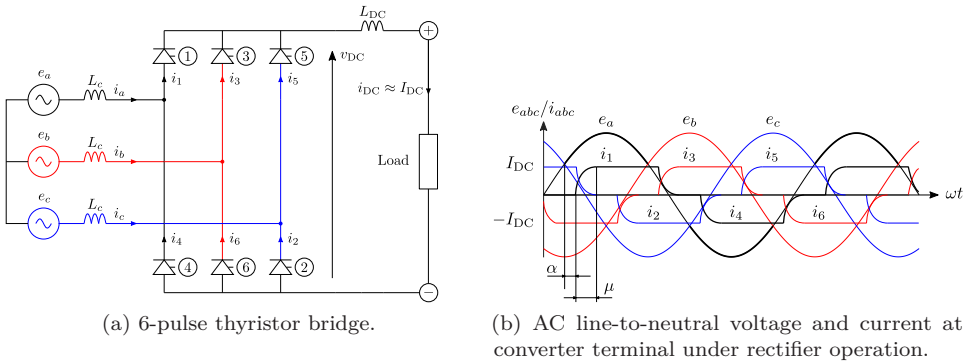 L_DC
+
1 3 5
v_DC
i_1 i_3 i_5
e_a L_c i_a
i_DC ≈ I_DC
e_b L_c i_b
Load
e_c L_c i_c
i_4 i_6 i_2
4 6 2
−
(a) 6-pulse thyristor bridge.
e_abc/i_abc
e_a e_b e_c
I_DC i_1 i_3 i_5
ωt
−I_DC i_2 i_4 i_6
α
μ
(b) AC line-to-neutral voltage and current at
converter terminal under rectifier operation.